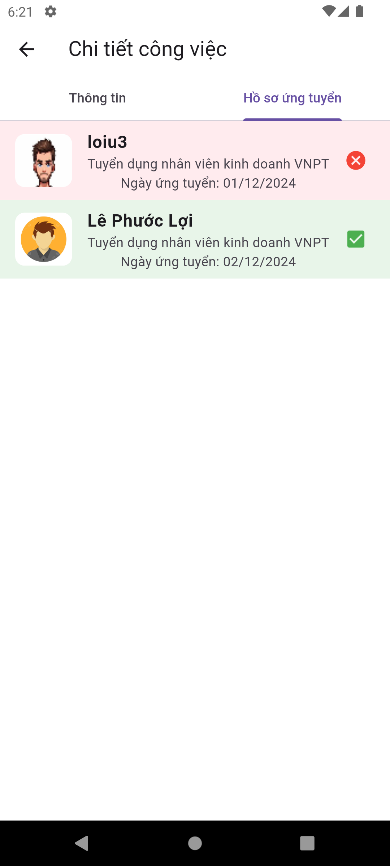 6:21
Chi tiết công việc
Thông tin
Hồ sơ ứng tuyển
loiu3
Tuyển dụng nhân viên kinh doanh VNPT
Ngày ứng tuyển: 01/12/2024
Lê Phước Lợi
Tuyển dụng nhân viên kinh doanh VNPT
Ngày ứng tuyển: 02/12/2024